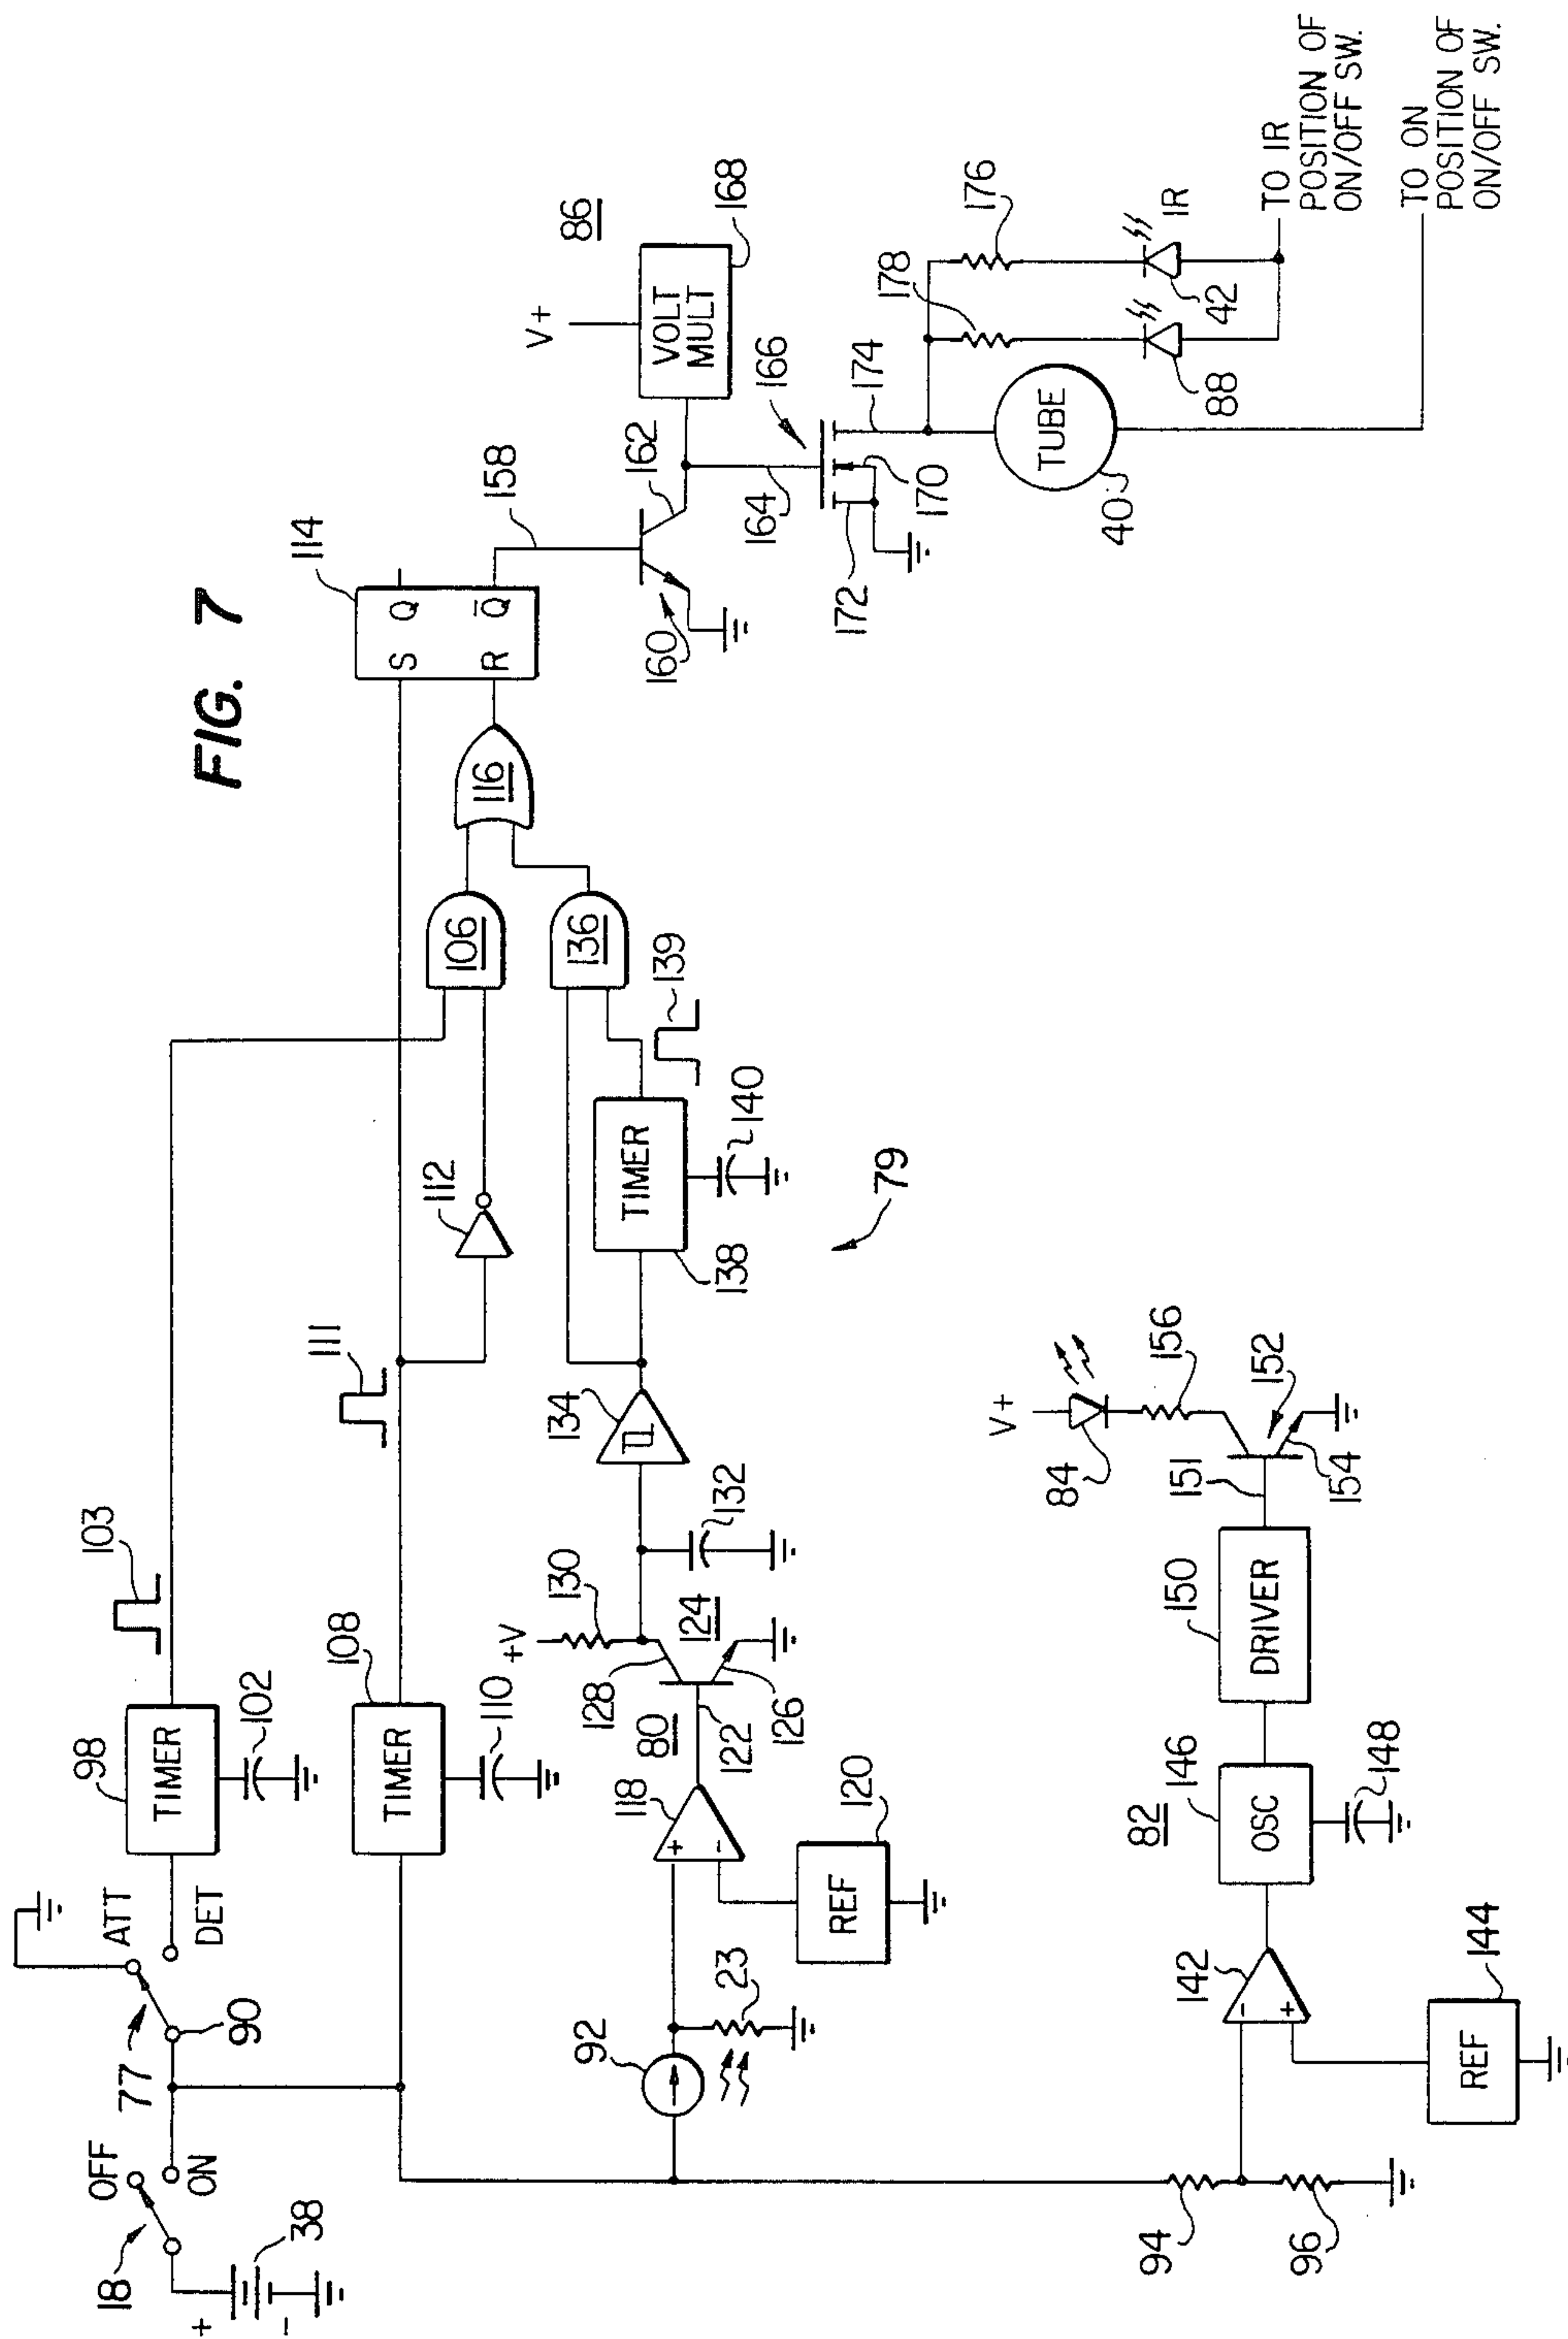 FIG. 7
18
+
-
38
OFF
ON
77
90
ATT
DET
98
TIMER
102
103
108
TIMER
110
111
112
106
116
114
S
Q
R
Q̅
158
160
162
V+
86
VOLT
MULT
168
164
166
170
172
174
178
176
TUBE
40
88
42
IR
TO IR
POSITION OF
ON/OFF SW.
TO ON
POSITION OF
ON/OFF SW.
92
23
118
+
-
REF
120
80
122
124
126
128
+V
130
132
134
TIMER
138
140
139
136
79
94
96
142
-
+
REF
144
82
146
OSC
148
150
DRIVER
151
V+
84
156
152
154